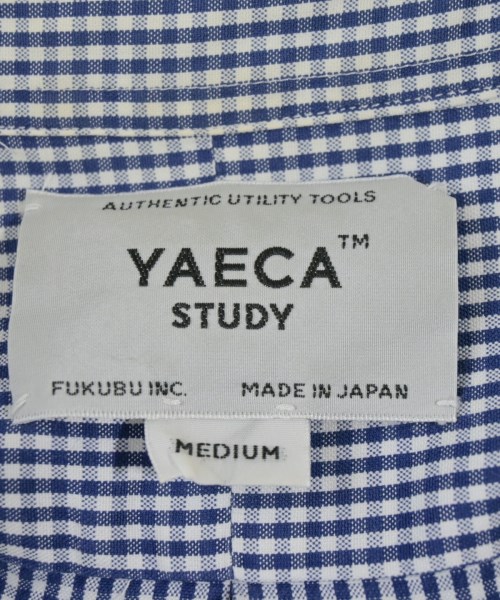 AUTHENTIC UTILITY TOOLS
YAECA™
STUDY
FUKUBU INC. MADE IN JAPAN
MEDIUM